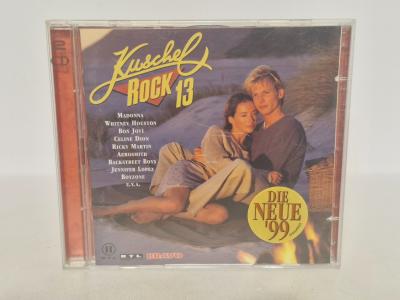 Kuschel
ROCK 13
MADONNA
WHITNEY HOUSTON
BON JOVI
CELINE DION
RICKY MARTIN
AEROSMITH
BACKSTREET BOYS
JENNIFER LOPEZ
BOYZONE
U.V.A.
DIE
NEUE
'99
RTL BRAVO